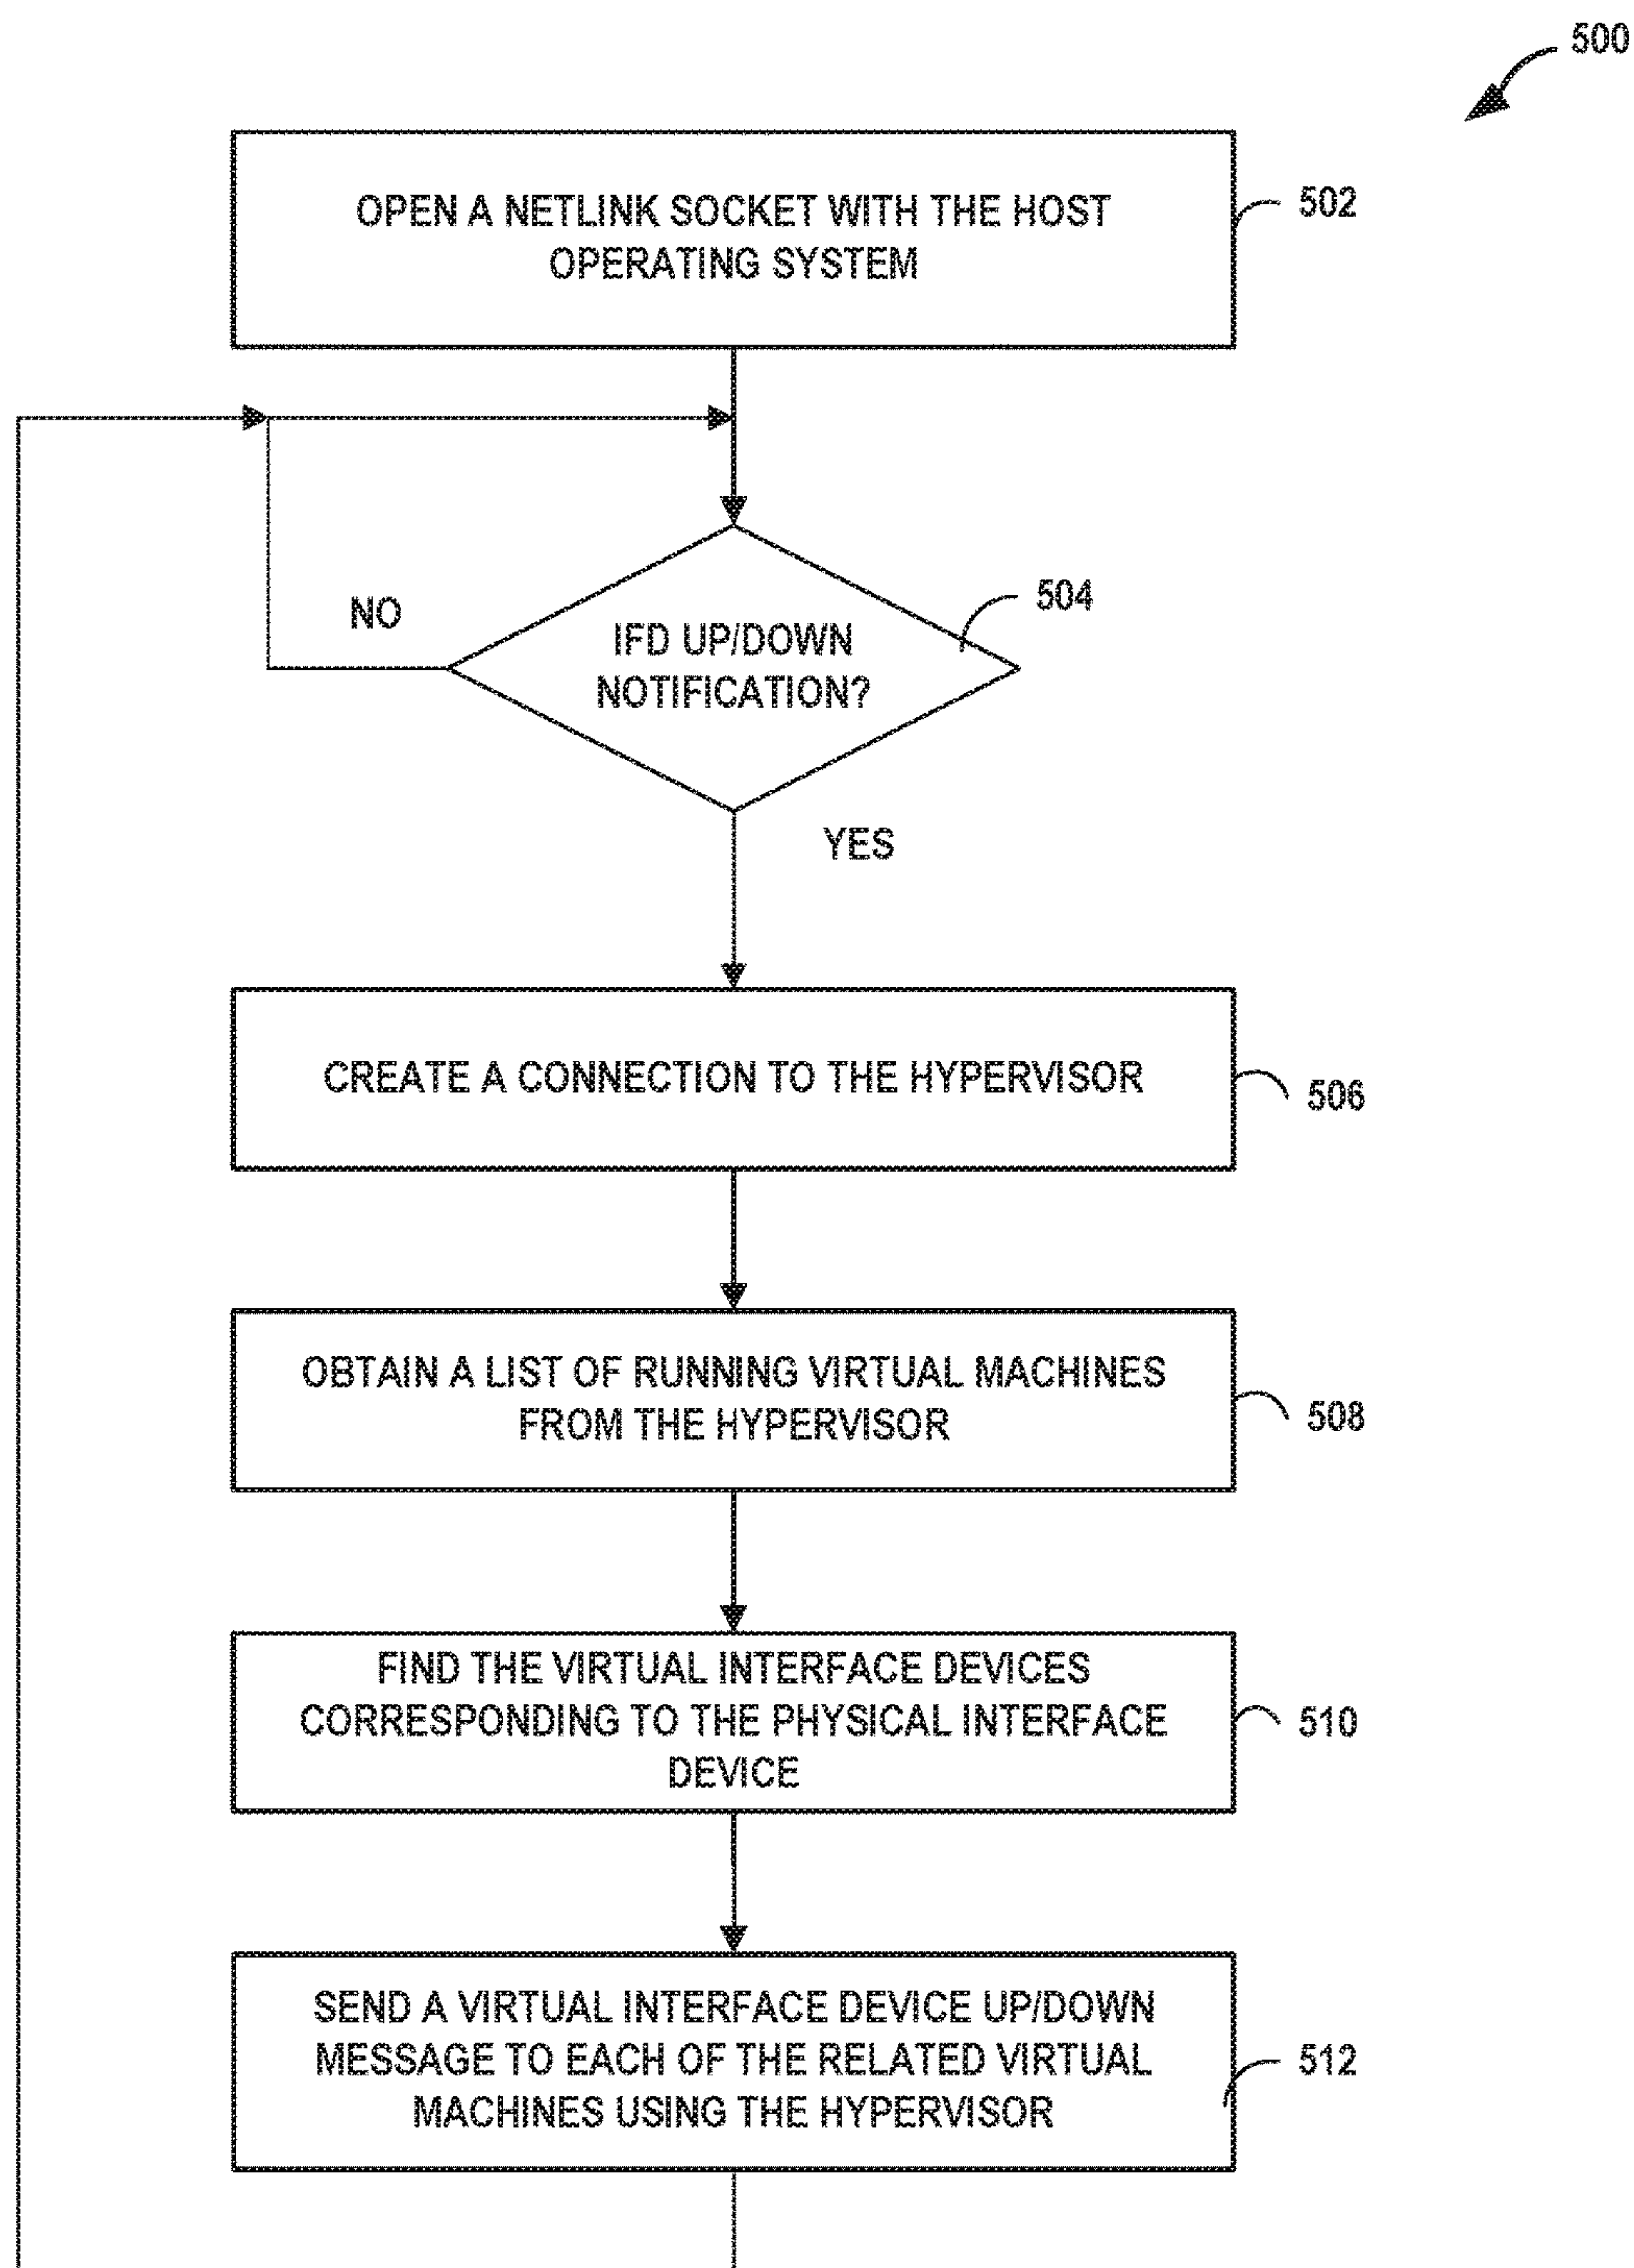 500
OPEN A NETLINK SOCKET WITH THE HOST
OPERATING SYSTEM
502
NO
IFD UP/DOWN
NOTIFICATION?
504
YES
CREATE A CONNECTION TO THE HYPERVISOR
506
OBTAIN A LIST OF RUNNING VIRTUAL MACHINES
FROM THE HYPERVISOR
508
FIND THE VIRTUAL INTERFACE DEVICES
CORRESPONDING TO THE PHYSICAL INTERFACE
DEVICE
510
SEND A VIRTUAL INTERFACE DEVICE UP/DOWN
MESSAGE TO EACH OF THE RELATED VIRTUAL
MACHINES USING THE HYPERVISOR
512